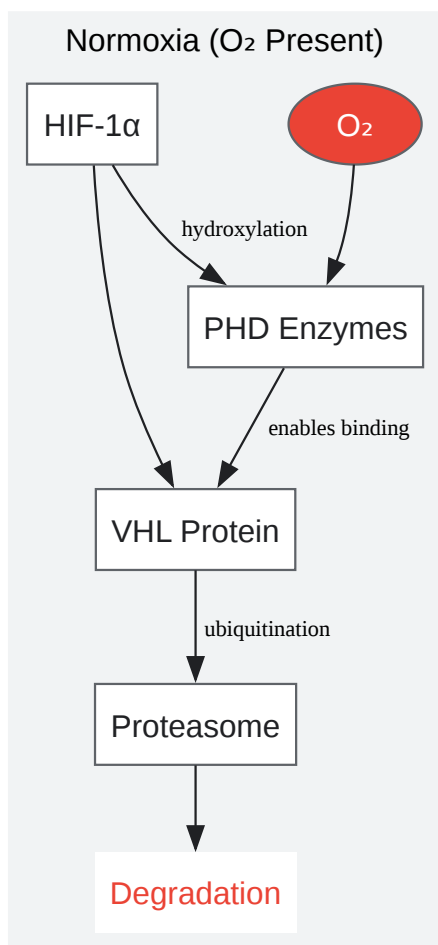 Normoxia (O₂ Present)
HIF-1α
O₂
hydroxylation
PHD Enzymes
enables binding
VHL Protein
ubiquitination
Proteasome
Degradation